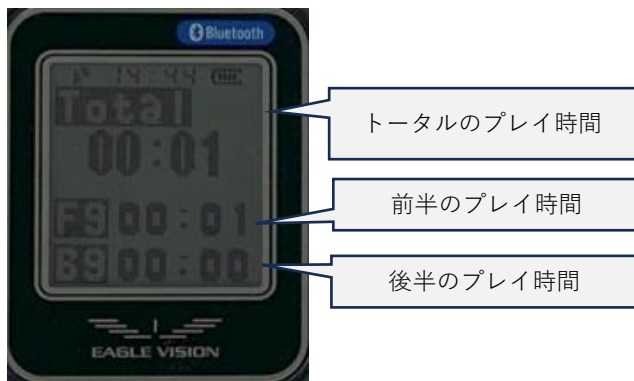 Bluetooth
14:44
Total
00:01
F9 00:01
B9 00:00
EAGLE VISION
トータルのプレイ時間
前半のプレイ時間
後半のプレイ時間